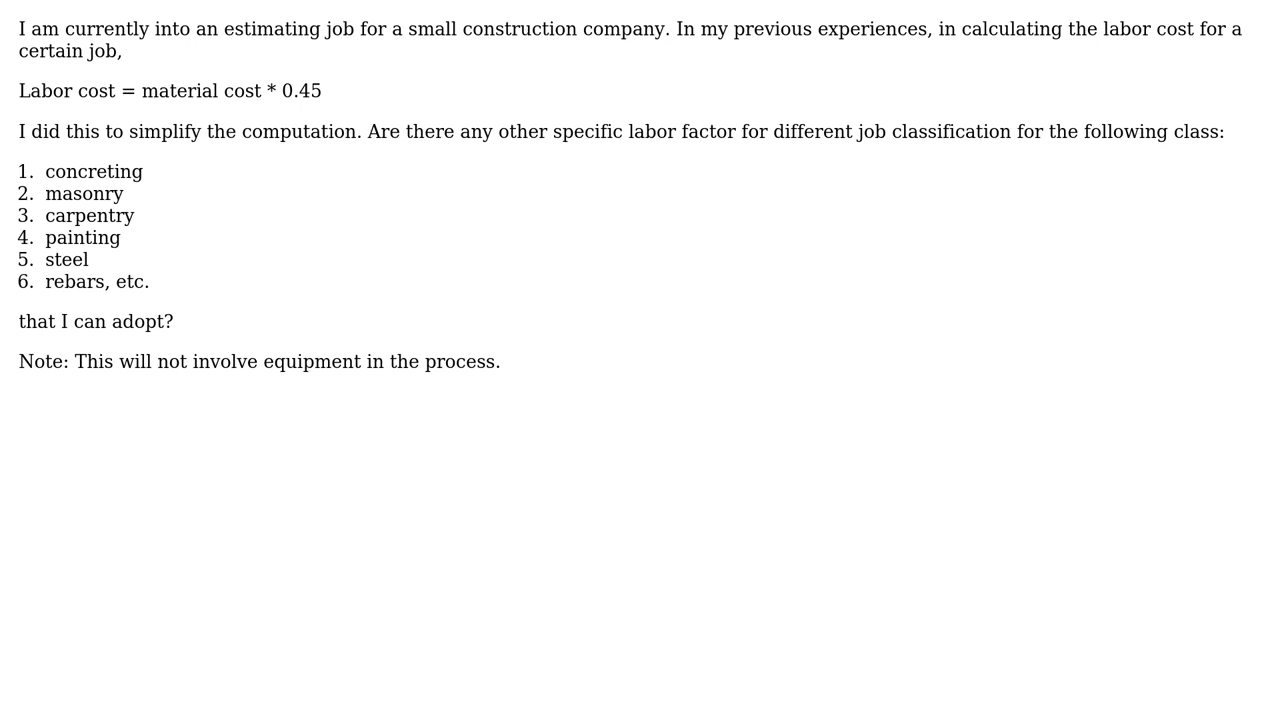 I am currently into an estimating job for a small construction company. In my previous experiences, in calculating the labor cost for a
certain job,
Labor cost = material cost * 0.45
I did this to simplify the computation. Are there any other specific labor factor for different job classification for the following class:
1. concreting
2. masonry
3. carpentry
4. painting
5. steel
6. rebars, etc.
that I can adopt?
Note: This will not involve equipment in the process.